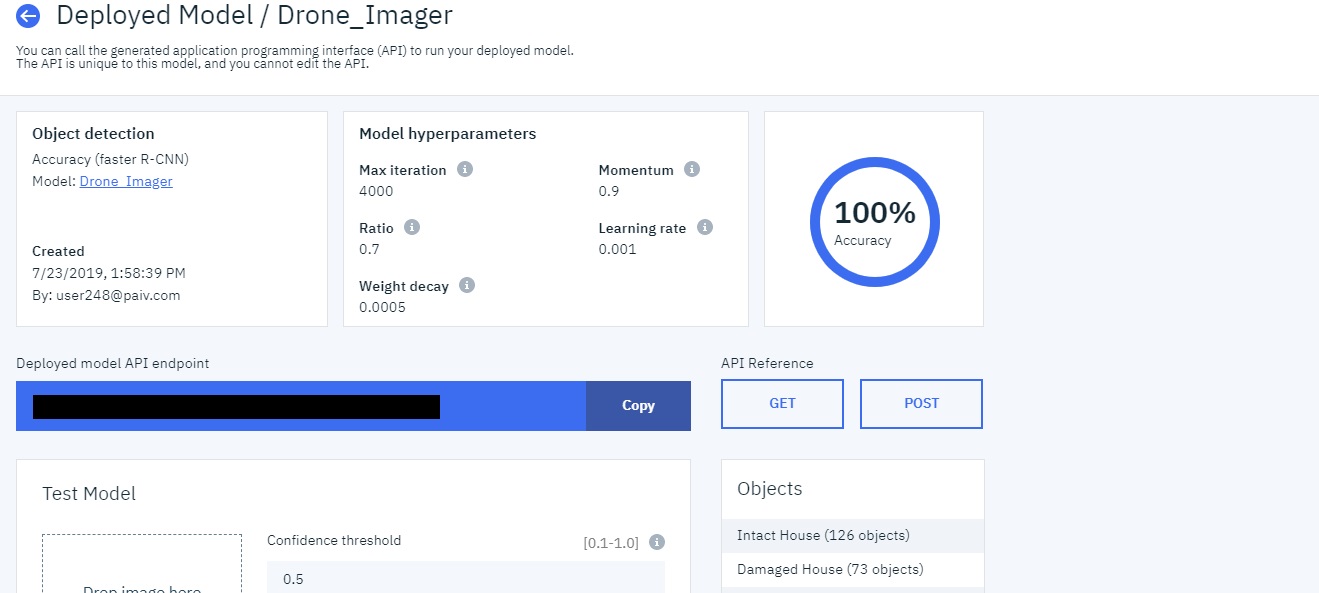 Deployed Model / Drone_Imager
You can call the generated application programming interface (API) to run your deployed model.
The API is unique to this model, and you cannot edit the API.
Object detection
Accuracy (faster R-CNN)
Model: Drone_Imager
Created
7/23/2019, 1:58:39 PM
By: user248@paiv.com
Model hyperparameters
Max iteration
4000
Momentum
0.9
Ratio
0.7
Learning rate
0.001
Weight decay
0.0005
100%
Accuracy
Deployed model API endpoint
Copy
API Reference
GET
POST
Test Model
Drop image here
Confidence threshold
[0.1-1.0]
0.5
Objects
Intact House (126 objects)
Damaged House (73 objects)